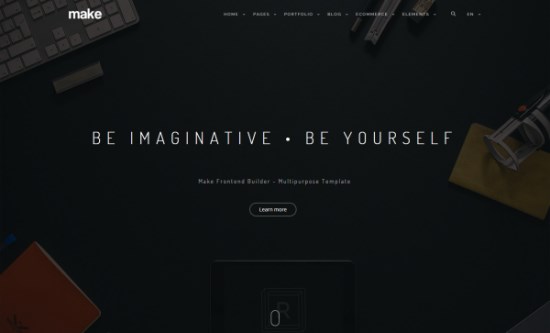 make
HOME PAGES PORTFOLIO BLOG ECOMMERCE ELEMENTS EN
BE IMAGINATIVE • BE YOURSELF
Make Frontend Builder - Multipurpose Template
Learn more
R